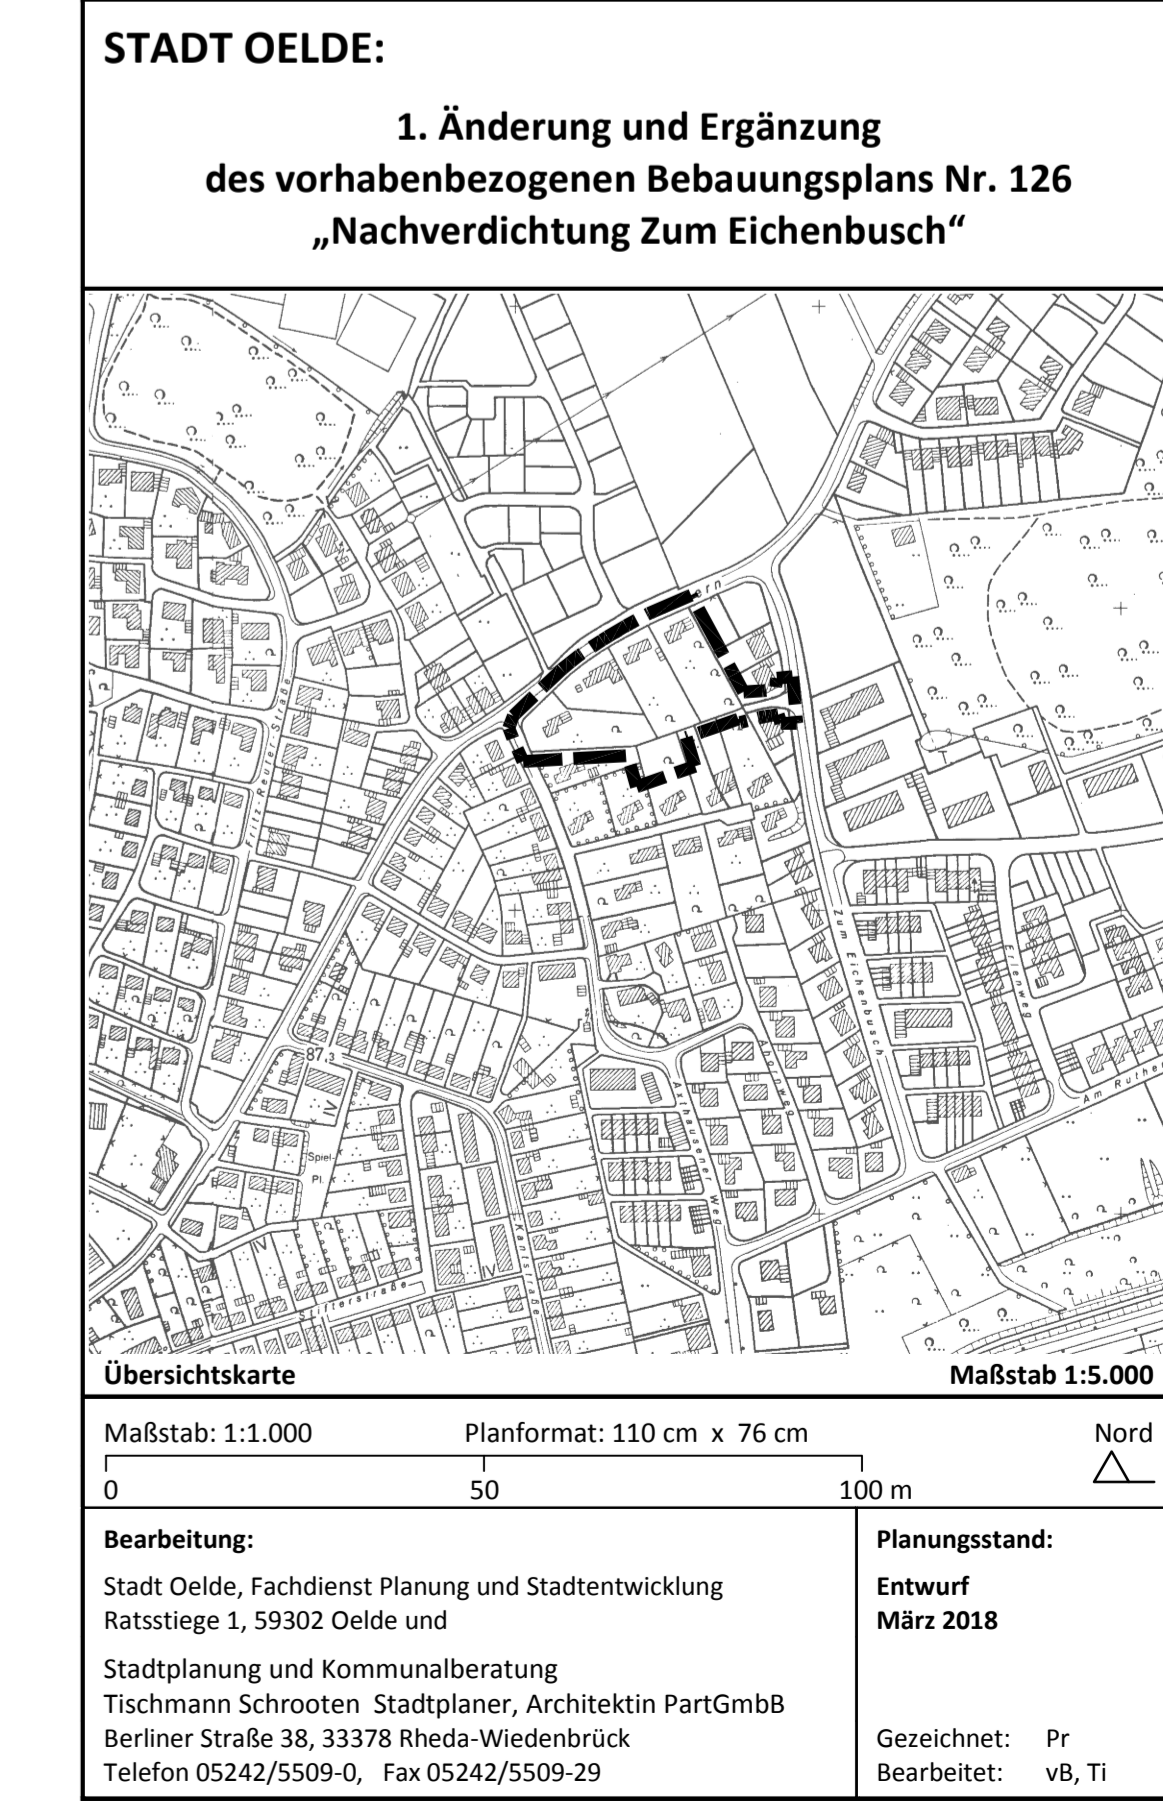 STADT OELDE:
1. Änderung und Ergänzung
des vorhabenbezogenen Bebauungsplans Nr. 126
„Nachverdichtung Zum Eichenbusch“
ern
Fritz-Reuter-Straße
Zum Eichenbusch
Erlenweg
Ahornweg
Axthausener Weg
Am Ruthe
87,3
IV
Spiel-
Pl.
IV
IV
Kantstraße
Stifterstraße
T
Übersichtskarte
Maßstab 1:5.000
Maßstab: 1:1.000
Planformat: 110 cm x 76 cm
Nord
0
50
100 m
Bearbeitung:
Stadt Oelde, Fachdienst Planung und Stadtentwicklung
Ratsstiege 1, 59302 Oelde und
Stadtplanung und Kommunalberatung
Tischmann Schrooten Stadtplaner, Architektin PartGmbB
Berliner Straße 38, 33378 Rheda-Wiedenbrück
Telefon 05242/5509-0, Fax 05242/5509-29
Planungsstand:
Entwurf
März 2018
Gezeichnet: Pr
Bearbeitet: vB, Ti